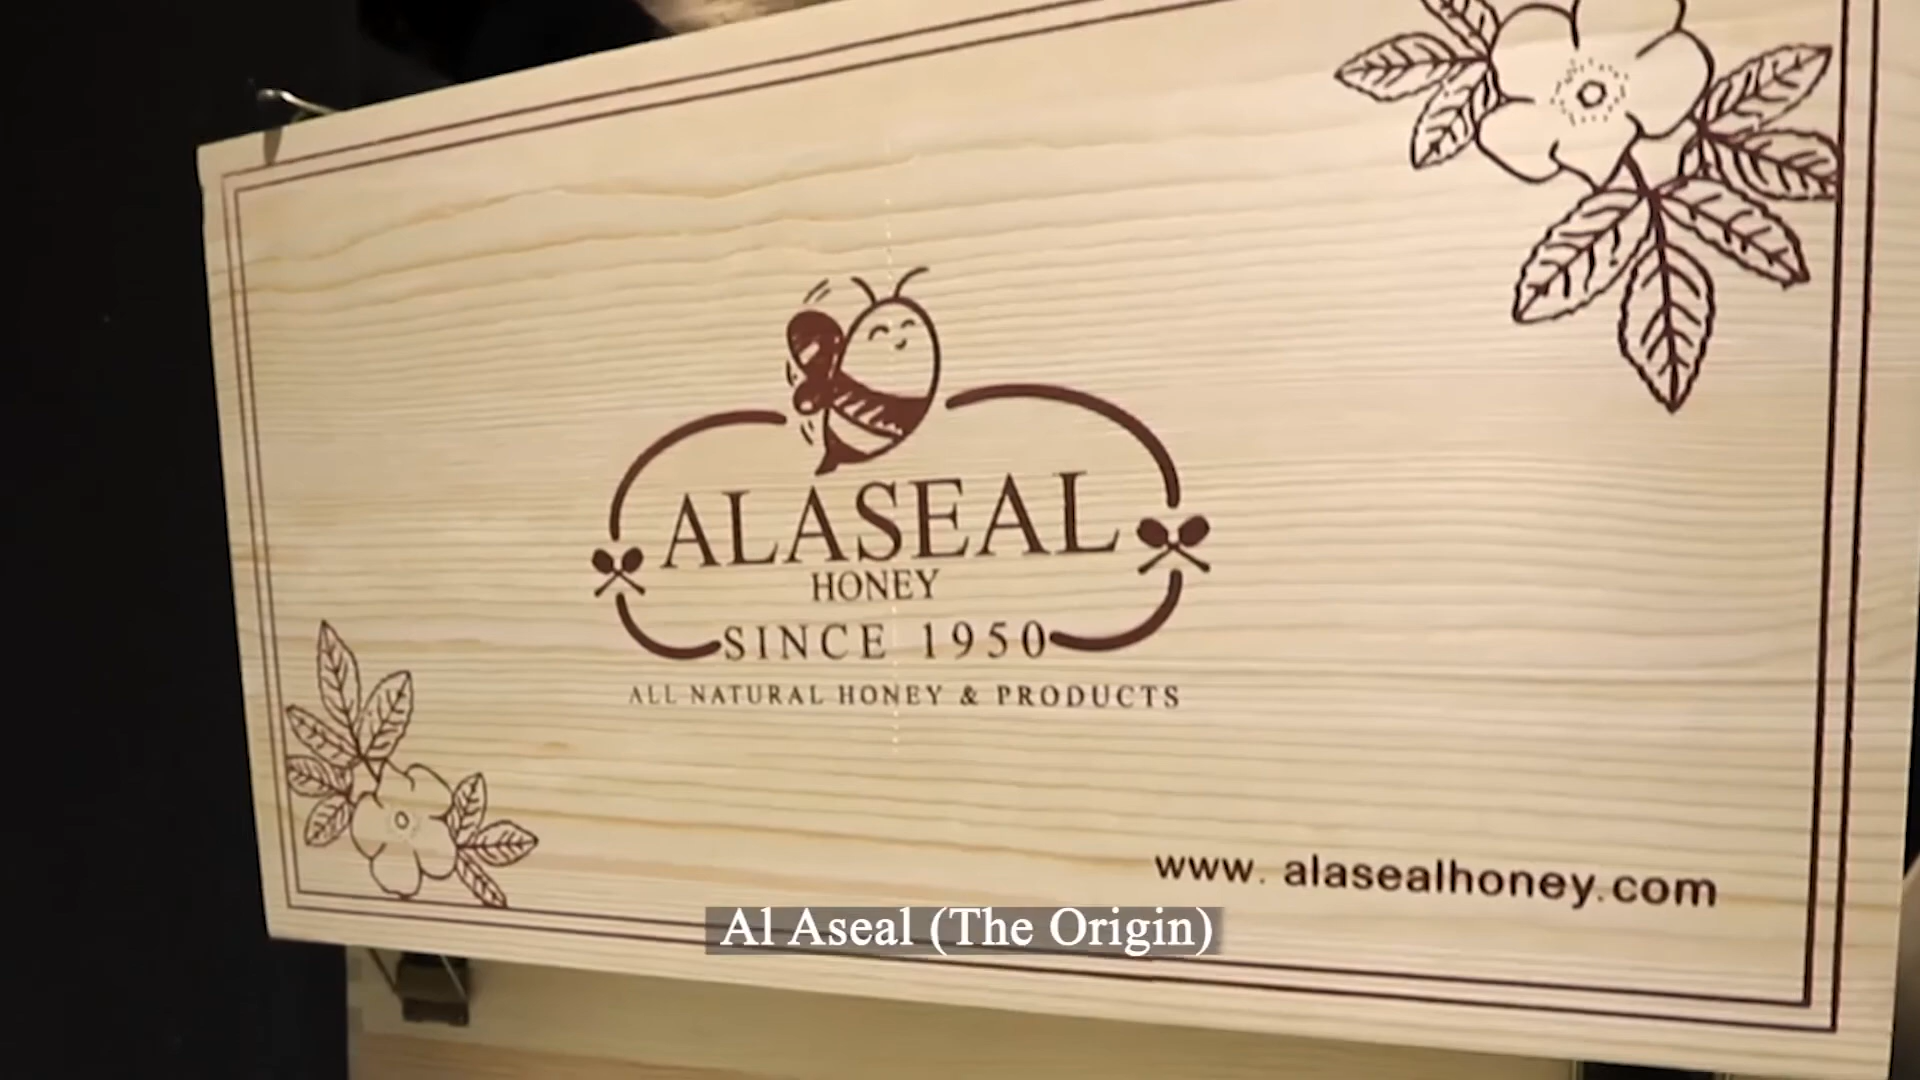 ALASEAL
HONEY
SINCE 1950
ALL NATURAL HONEY & PRODUCTS
www. alasealhoney.com
Al Aseal (The Origin)